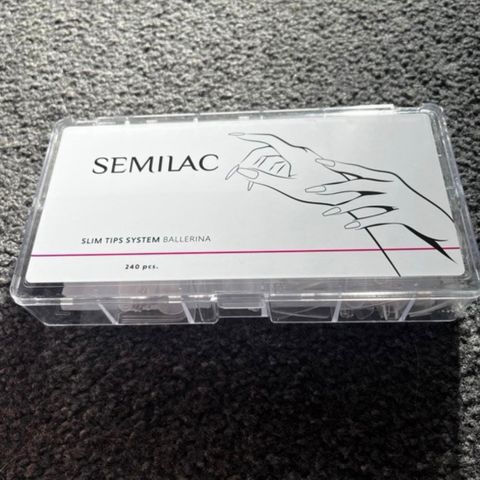 SEMILAC
SLIM TIPS SYSTEM BALLERINA
240 pcs.